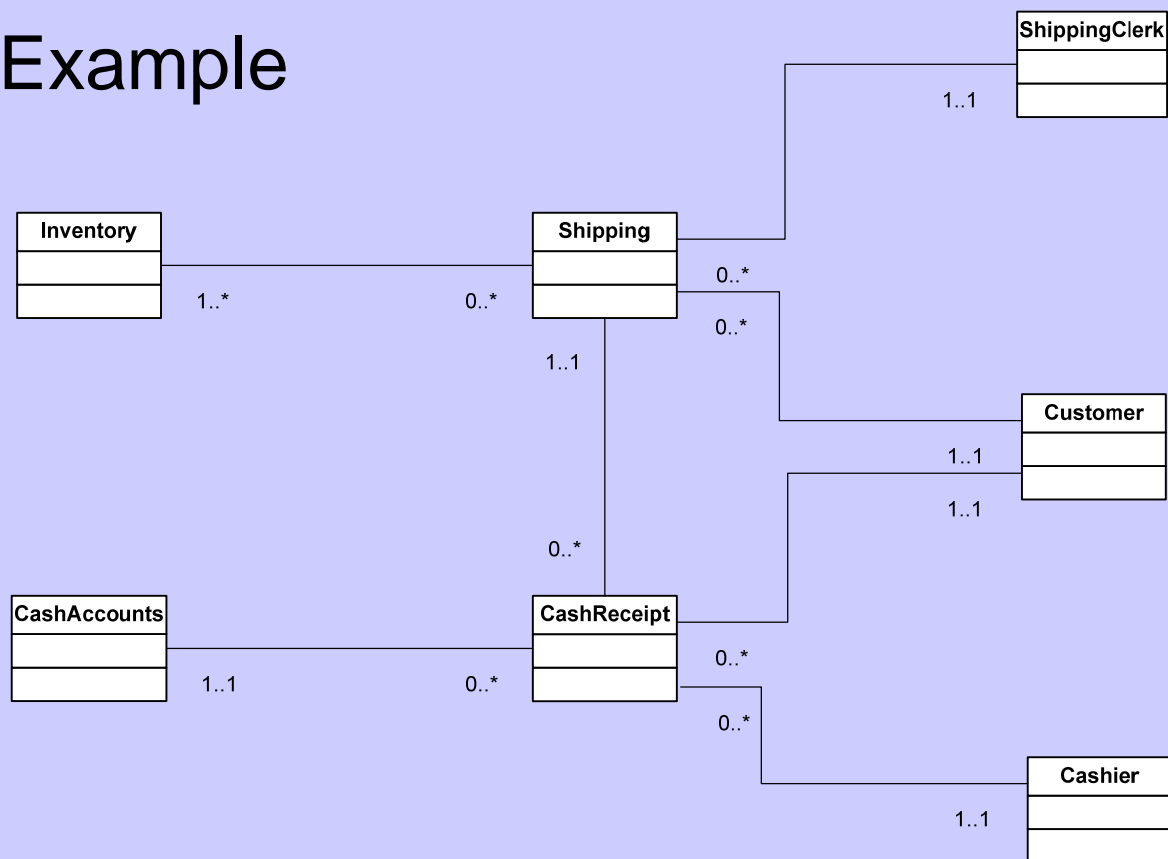 Example
ShippingClerk
1..1
Inventory
Shipping
1..*
0..*
0..*
0..*
1..1
Customer
1..1
1..1
0..*
CashAccounts
CashReceipt
1..1
0..*
0..*
0..*
Cashier
1..1